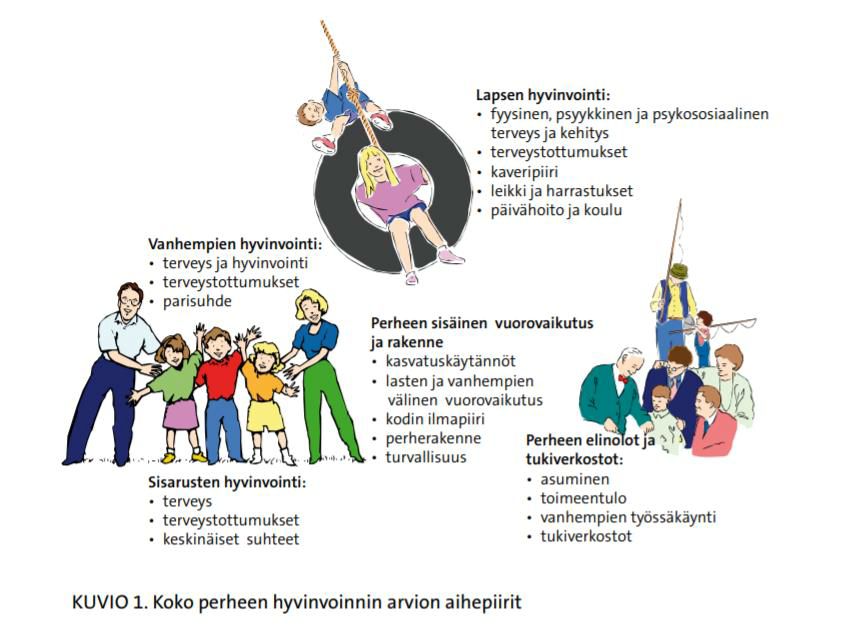 Lapsen hyvinvointi:
• fyysinen, psyykkinen ja psykososiaalinen
terveys ja kehitys
• terveystottumukset
• kaveripiiri
• leikki ja harrastukset
• päivähoito ja koulu
Vanhempien hyvinvointi:
• terveys ja hyvinvointi
• terveystottumukset
• parisuhde
Perheen sisäinen vuorovaikutus
ja rakenne
• kasvatuskäytännöt
• lasten ja vanhempien
välinen vuorovaikutus
• kodin ilmapiiri
• perherakenne
• turvallisuus
Perheen elinolot ja
tukiverkostot:
• asuminen
• toimeentulo
• vanhempien työssäkäynti
• tukiverkostot
Sisarusten hyvinvointi:
• terveys
• terveystottumukset
• keskinäiset suhteet
KUVIO 1. Koko perheen hyvinvoinnin arvion aihepiirit